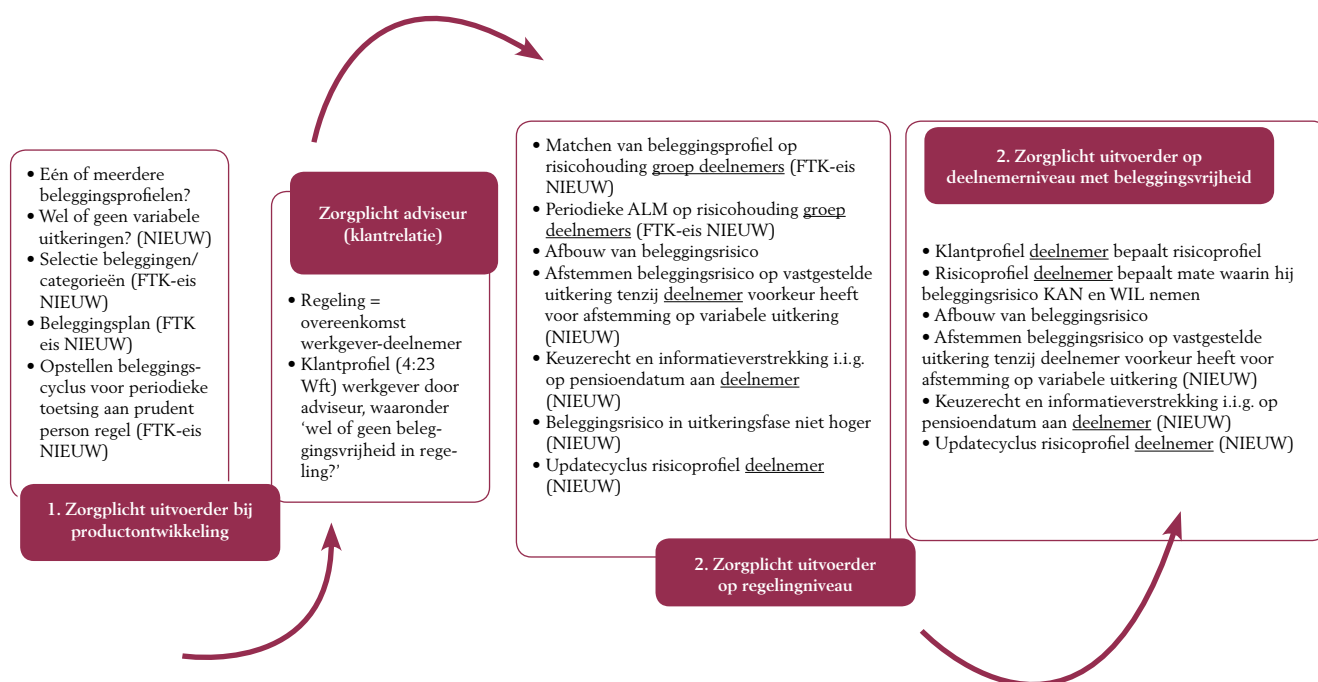 • Eén of meerdere
beleggingsprofielen?
• Wel of geen variabele
uitkeringen? (NIEUW)
• Selectie beleggingen/
categorieën (FTK-eis
NIEUW)
• Beleggingsplan (FTK
eis NIEUW)
• Opstellen beleggings-
cyclus voor periodieke
toetsing aan prudent
person regel (FTK-eis
NIEUW)
1. Zorgplicht uitvoerder bij
productontwikkeling
Zorgplicht adviseur
(klantrelatie)
• Regeling =
overeenkomst
werkgever-deelnemer
• Klantprofiel (4:23
Wft) werkgever door
adviseur, waaronder
‘wel of geen beleg-
gingsvrijheid in rege-
ling?’
• Matchen van beleggingsprofiel op
risicohouding groep deelnemers (FTK-eis
NIEUW)
• Periodieke ALM op risicohouding groep
deelnemers (FTK-eis NIEUW)
• Afbouw van beleggingsrisico
• Afstemmen beleggingsrisico op vastgestelde
uitkering tenzij deelnemer voorkeur heeft
voor afstemming op variabele uitkering
(NIEUW)
• Keuzerecht en informatieverstrekking i.i.g.
op pensioendatum aan deelnemer
(NIEUW)
• Beleggingsrisico in uitkeringsfase niet hoger
(NIEUW)
• Updatecyclus risicoprofiel deelnemer
(NIEUW)
2. Zorgplicht uitvoerder
op regelingniveau
2. Zorgplicht uitvoerder op
deelnemerniveau met beleggingsvrijheid
• Klantprofiel deelnemer bepaalt risicoprofiel
• Risicoprofiel deelnemer bepaalt mate waarin hij
beleggingsrisico KAN en WIL nemen
• Afbouw van beleggingsrisico
• Afstemmen beleggingsrisico op vastgestelde
uitkering tenzij deelnemer voorkeur heeft voor
afstemming op variabele uitkering (NIEUW)
• Keuzerecht en informatieverstrekking i.i.g. op
pensioendatum aan deelnemer (NIEUW)
• Updatecyclus risicoprofiel deelnemer (NIEUW)